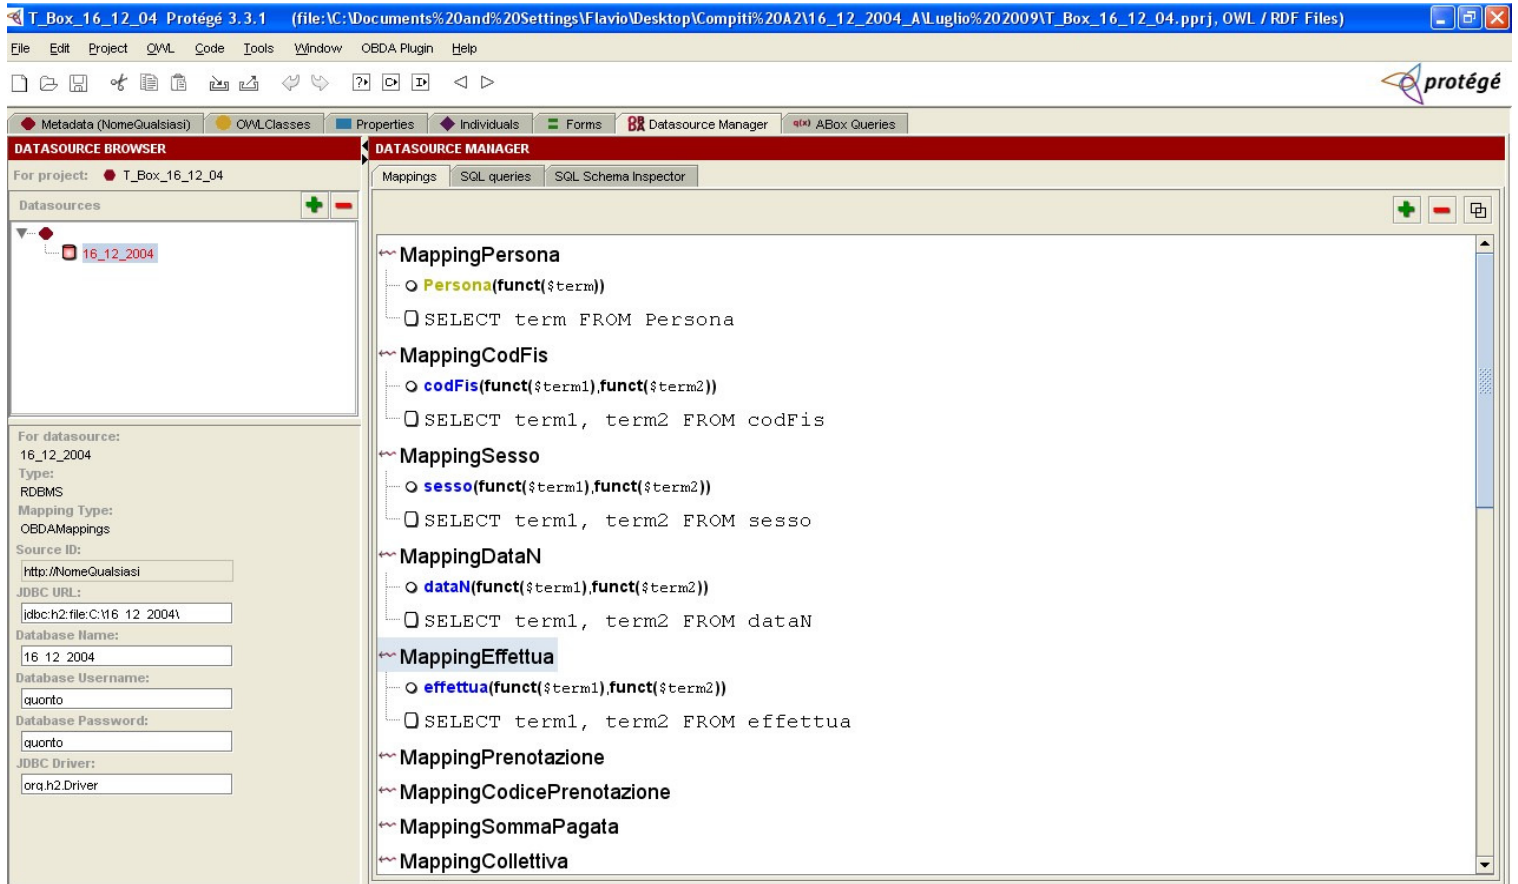 T_Box_16_12_04 Protégé 3.3.1 (file:\C:\Documents%20and%20Settings\Flavio\Desktop\Compiti%20A2\16_12_2004_A\Luglio%202009\T_Box_16_12_04.pprj, OWL / RDF Files)
File Edit Project OWL Code Tools Window OBDA Plugin Help
protégé
Metadata (NomeQualsiasi) OWLClasses Properties Individuals Forms Datasource Manager q(x) ABox Queries
DATASOURCE BROWSER
For project: T_Box_16_12_04
Datasources
16_12_2004
For datasource:
16_12_2004
Type:
RDBMS
Mapping Type:
OBDAMappings
Source ID:
http://NomeQualsiasi
JDBC URL:
jdbc:h2:file:C:\16_12_2004\
Database Name:
16_12_2004
Database Username:
quonto
Database Password:
quonto
JDBC Driver:
org.h2.Driver
DATASOURCE MANAGER
Mappings SQL queries SQL Schema Inspector
MappingPersona
Persona(funct($term))
SELECT term FROM Persona
MappingCodFis
codFis(funct($term1),funct($term2))
SELECT term1, term2 FROM codFis
MappingSesso
sesso(funct($term1),funct($term2))
SELECT term1, term2 FROM sesso
MappingDataN
dataN(funct($term1),funct($term2))
SELECT term1, term2 FROM dataN
MappingEffettua
effettua(funct($term1),funct($term2))
SELECT term1, term2 FROM effettua
MappingPrenotazione
MappingCodicePrenotazione
MappingSommaPagata
MappingCollettiva